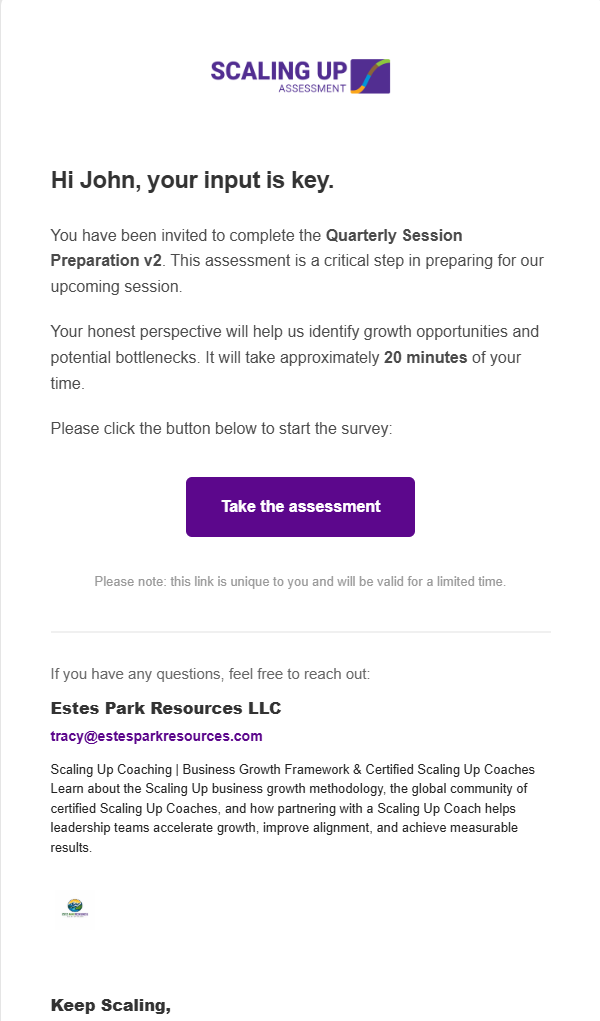 SCALING UP
ASSESSMENT
Hi John, your input is key.
You have been invited to complete the Quarterly Session
Preparation v2. This assessment is a critical step in preparing for our
upcoming session.
Your honest perspective will help us identify growth opportunities and
potential bottlenecks. It will take approximately 20 minutes of your
time.
Please click the button below to start the survey:
Take the assessment
Please note: this link is unique to you and will be valid for a limited time.
If you have any questions, feel free to reach out:
Estes Park Resources LLC
tracy@estesparkresources.com
Scaling Up Coaching | Business Growth Framework & Certified Scaling Up Coaches
Learn about the Scaling Up business growth methodology, the global community of
certified Scaling Up Coaches, and how partnering with a Scaling Up Coach helps
leadership teams accelerate growth, improve alignment, and achieve measurable
results.
Keep Scaling,